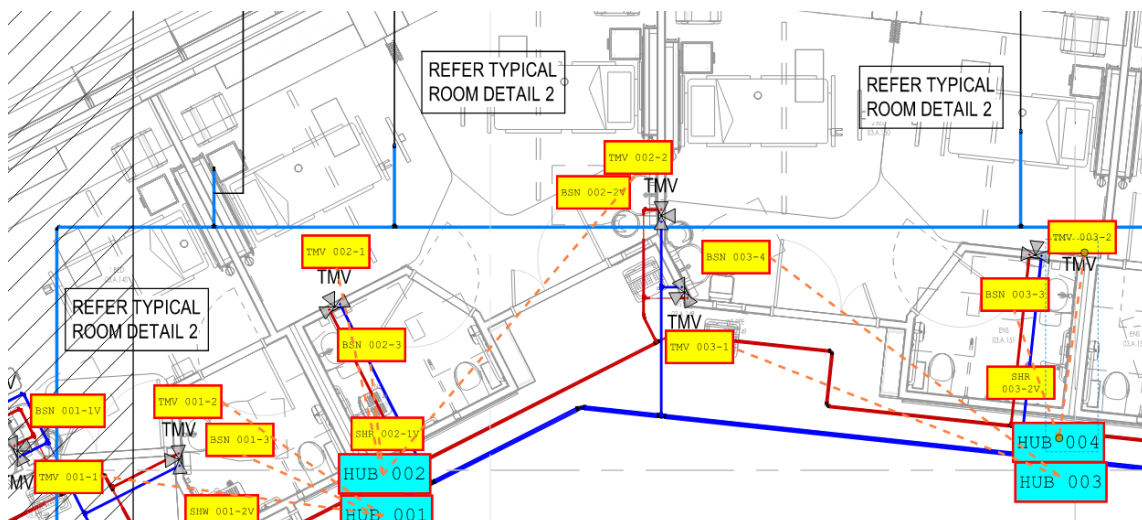 REFER TYPICAL
ROOM DETAIL 2
REFER TYPICAL
ROOM DETAIL 2
TMV 002-2
BSN 002-2V
TMV
TMV 002-1
TMV
BSN 003-4
TMV 003-2
TMV
REFER TYPICAL
ROOM DETAIL 2
BSN 003-3
TMV
BSN 002-3
TMV 003-1
SHR
003-2V
BSN 001-1V
TMV 001-2
TMV
BSN 001-3
SHR 002-1V
HUB 004
TMV 001-1
HUB 002
HUB 003
SHW 001-2V
HUB 001